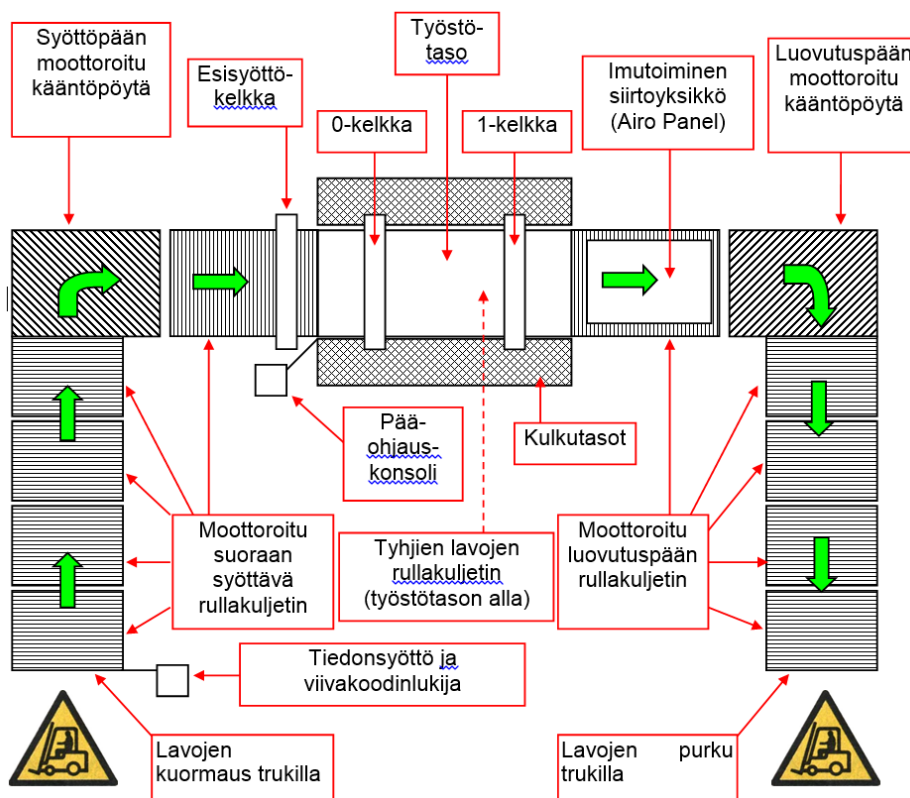 Syöttöpään
moottoroitu
kääntöpöytä
Esisyöttö-
kelkka
Työstö-
taso
0-kelkka
1-kelkka
Imutoiminen
siirtoyksikkö
(Airo Panel)
Luovutuspään
moottoroitu
kääntöpöytä
Pää-
ohjaus-
konsoli
Kulkutasot
Moottoroitu
suoraan
syöttävä
rullakuljetin
Tyhjien lavojen
rullakuljetin
(työstötason alla)
Moottoroitu
luovutuspään
rullakuljetin
Tiedonsyöttö ja
viivakoodinlukija
Lavojen
kuormaus trukilla
Lavojen purku
trukilla